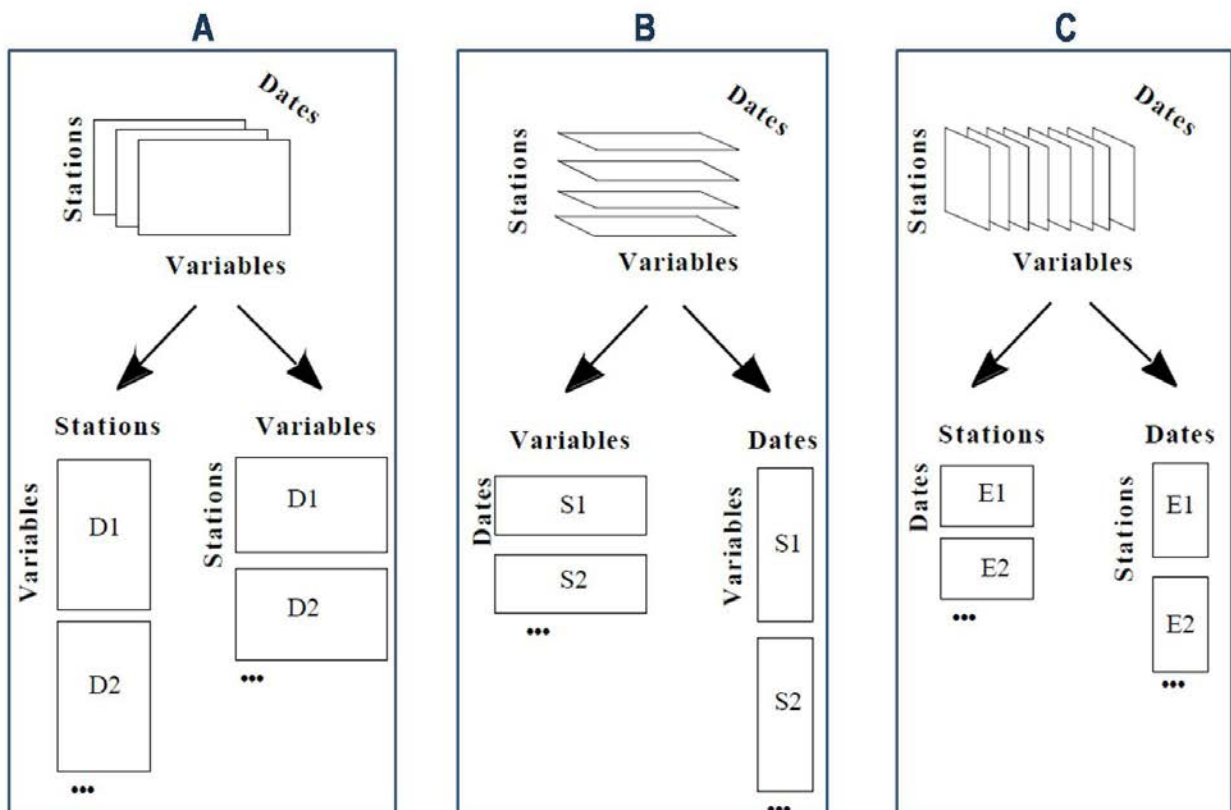 A
Dates
Stations
Variables
Stations
Variables
Variables
D1
D2
•••
Stations
D1
D2
•••
B
Dates
Stations
Variables
Variables
Dates
Dates
S1
S2
•••
Variables
S1
S2
•••
C
Dates
Stations
Variables
Stations
Dates
Dates
E1
E2
•••
Stations
E1
E2
•••